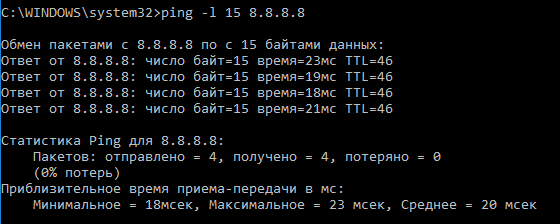 C:\WINDOWS\system32>ping -l 15 8.8.8.8
Обмен пакетами с 8.8.8.8 по с 15 байтами данных:
Ответ от 8.8.8.8: число байт=15 время=23мс TTL=46
Ответ от 8.8.8.8: число байт=15 время=19мс TTL=46
Ответ от 8.8.8.8: число байт=15 время=18мс TTL=46
Ответ от 8.8.8.8: число байт=15 время=21мс TTL=46
Статистика Ping для 8.8.8.8:
Пакетов: отправлено = 4, получено = 4, потеряно = 0
(0% потерь)
Приблизительное время приема-передачи в мс:
Минимальное = 18мсек, Максимальное = 23 мсек, Среднее = 20 мсек